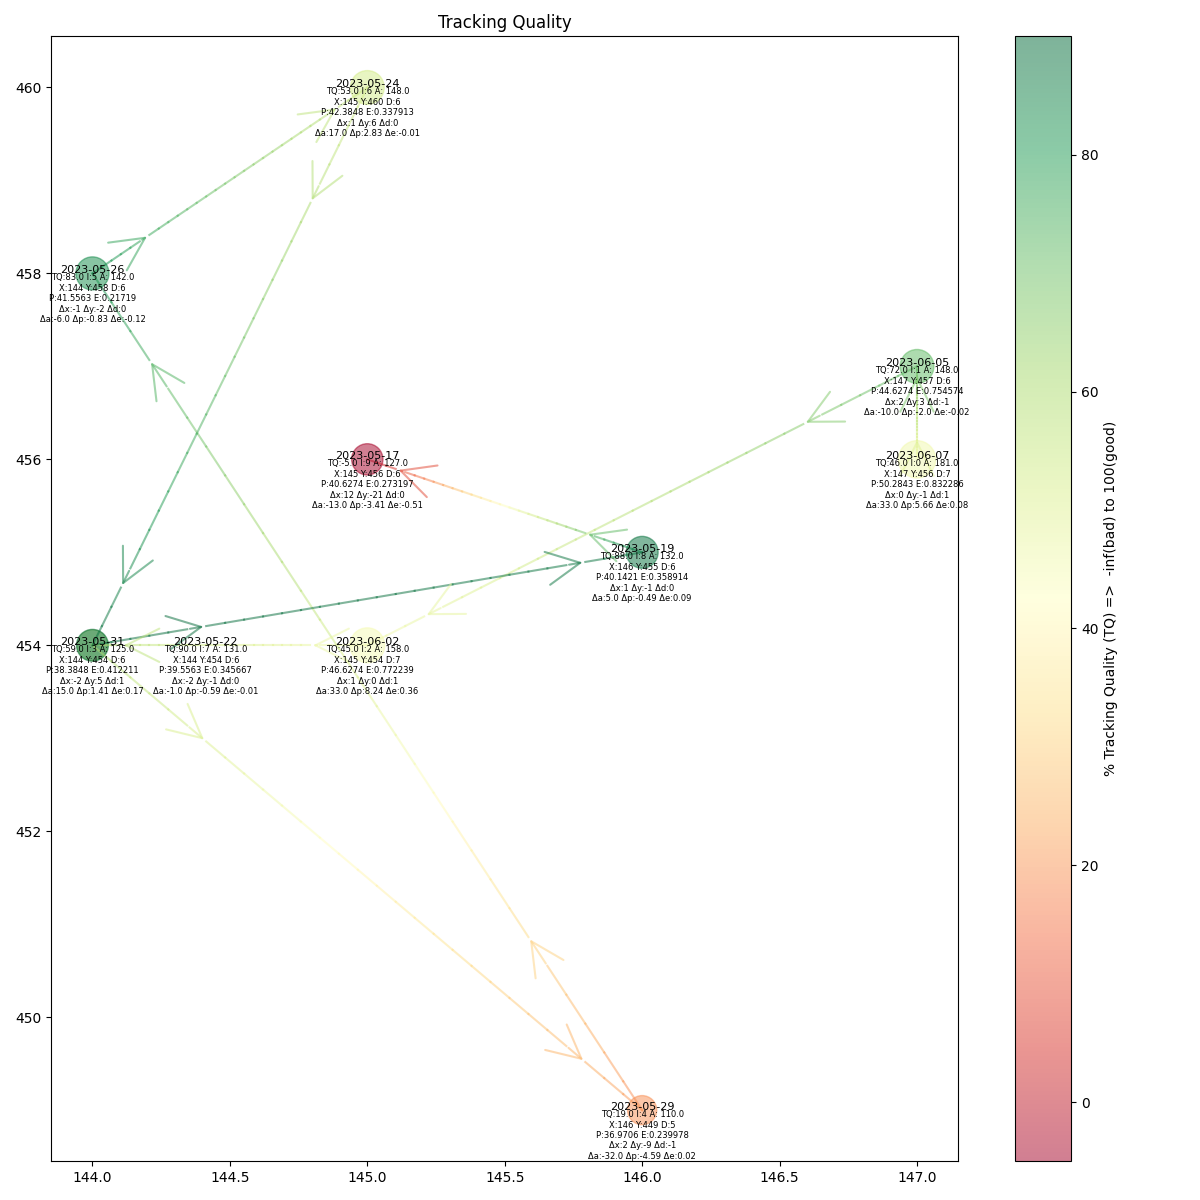 Tracking Quality
460
458
456
454
452
450
144.0
144.5
145.0
145.5
146.0
146.5
147.0
2023-05-24
TQ:53.0 I:6 A: 148.0
X:145 Y:460 D:6
P:42.3848 E:0.337913
Δx:1 Δy:6 Δd:0
Δa:17.0 Δp:2.83 Δe:-0.01
2023-05-26
TQ:83.0 I:5 A: 142.0
X:144 Y:458 D:6
P:41.5563 E:0.21719
Δx:-1 Δy:-2 Δd:0
Δa:-6.0 Δp:-0.83 Δe:-0.12
2023-06-05
TQ:72.0 I:1 A: 148.0
X:147 Y:457 D:6
P:44.6274 E:0.754574
Δx:2 Δy:3 Δd:-1
Δa:-10.0 Δp:-2.0 Δe:-0.02
2023-05-17
TQ:-5.0 I:9 A: 127.0
X:145 Y:456 D:6
P:40.6274 E:0.273197
Δx:12 Δy:-21 Δd:0
Δa:-13.0 Δp:-3.41 Δe:-0.51
2023-06-07
TQ:46.0 I:0 A: 181.0
X:147 Y:456 D:7
P:50.2843 E:0.832286
Δx:0 Δy:-1 Δd:1
Δa:33.0 Δp:5.66 Δe:0.08
2023-05-19
TQ:88.0 I:8 A: 132.0
X:146 Y:455 D:6
P:40.1421 E:0.358914
Δx:1 Δy:-1 Δd:0
Δa:5.0 Δp:-0.49 Δe:0.09
2023-05-31
TQ:59.0 I:3 A: 125.0
X:144 Y:454 D:6
P:38.3848 E:0.412211
Δx:-2 Δy:5 Δd:1
Δa:15.0 Δp:1.41 Δe:0.17
2023-05-22
TQ:90.0 I:7 A: 131.0
X:144 Y:454 D:6
P:39.5563 E:0.345667
Δx:-2 Δy:-1 Δd:0
Δa:-1.0 Δp:-0.59 Δe:-0.01
2023-06-02
TQ:45.0 I:2 A: 158.0
X:145 Y:454 D:7
P:46.6274 E:0.772239
Δx:1 Δy:0 Δd:1
Δa:33.0 Δp:8.24 Δe:0.36
2023-05-29
TQ:19.0 I:4 A: 110.0
X:146 Y:449 D:5
P:36.9706 E:0.239978
Δx:2 Δy:-9 Δd:-1
Δa:-32.0 Δp:-4.59 Δe:0.02
80
60
40
20
0
% Tracking Quality (TQ) => -inf(bad) to 100(good)